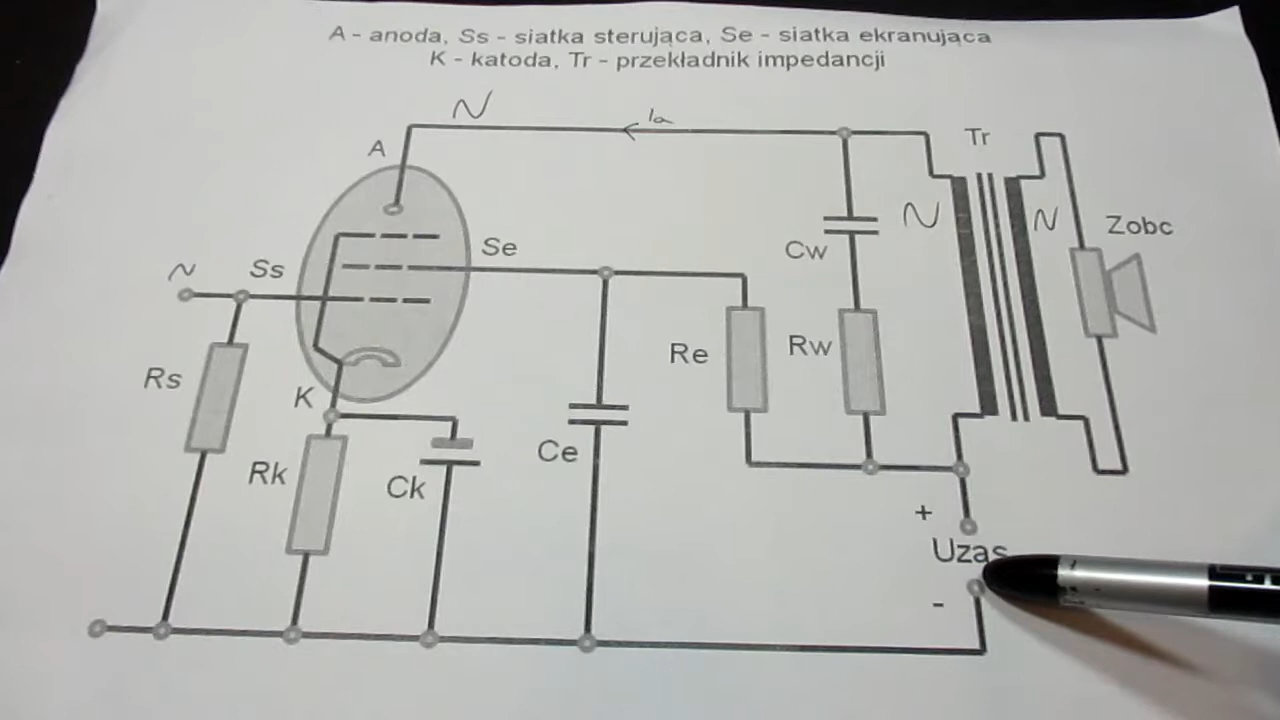 A - anoda, Ss - siatka sterująca, Se - siatka ekranująca
K - katoda, Tr - przekładnik impedancji
Ia
A
Tr
Se
Ss
Cw
Zobc
Re
Rw
Rs
K
Rk
Ck
Ce
+
Uzas
-